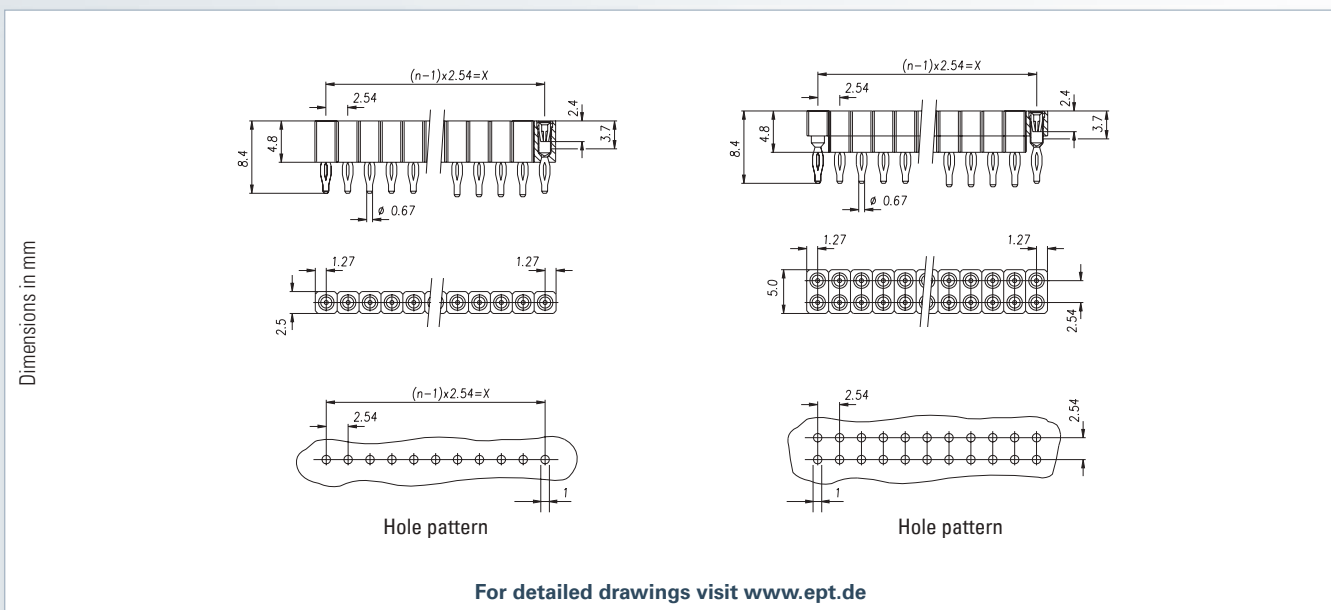 (n-1)x2.54=X
2.54
2.4
3.7
4.8
8.4
ø 0.67
1.27
1.27
2.5
(n-1)x2.54=X
2.54
1
Hole pattern
(n-1)x2.54=X
2.54
2.4
3.7
4.8
8.4
ø 0.67
1.27
1.27
5.0
2.54
2.54
2.54
1
Hole pattern
Dimensions in mm
For detailed drawings visit www.ept.de